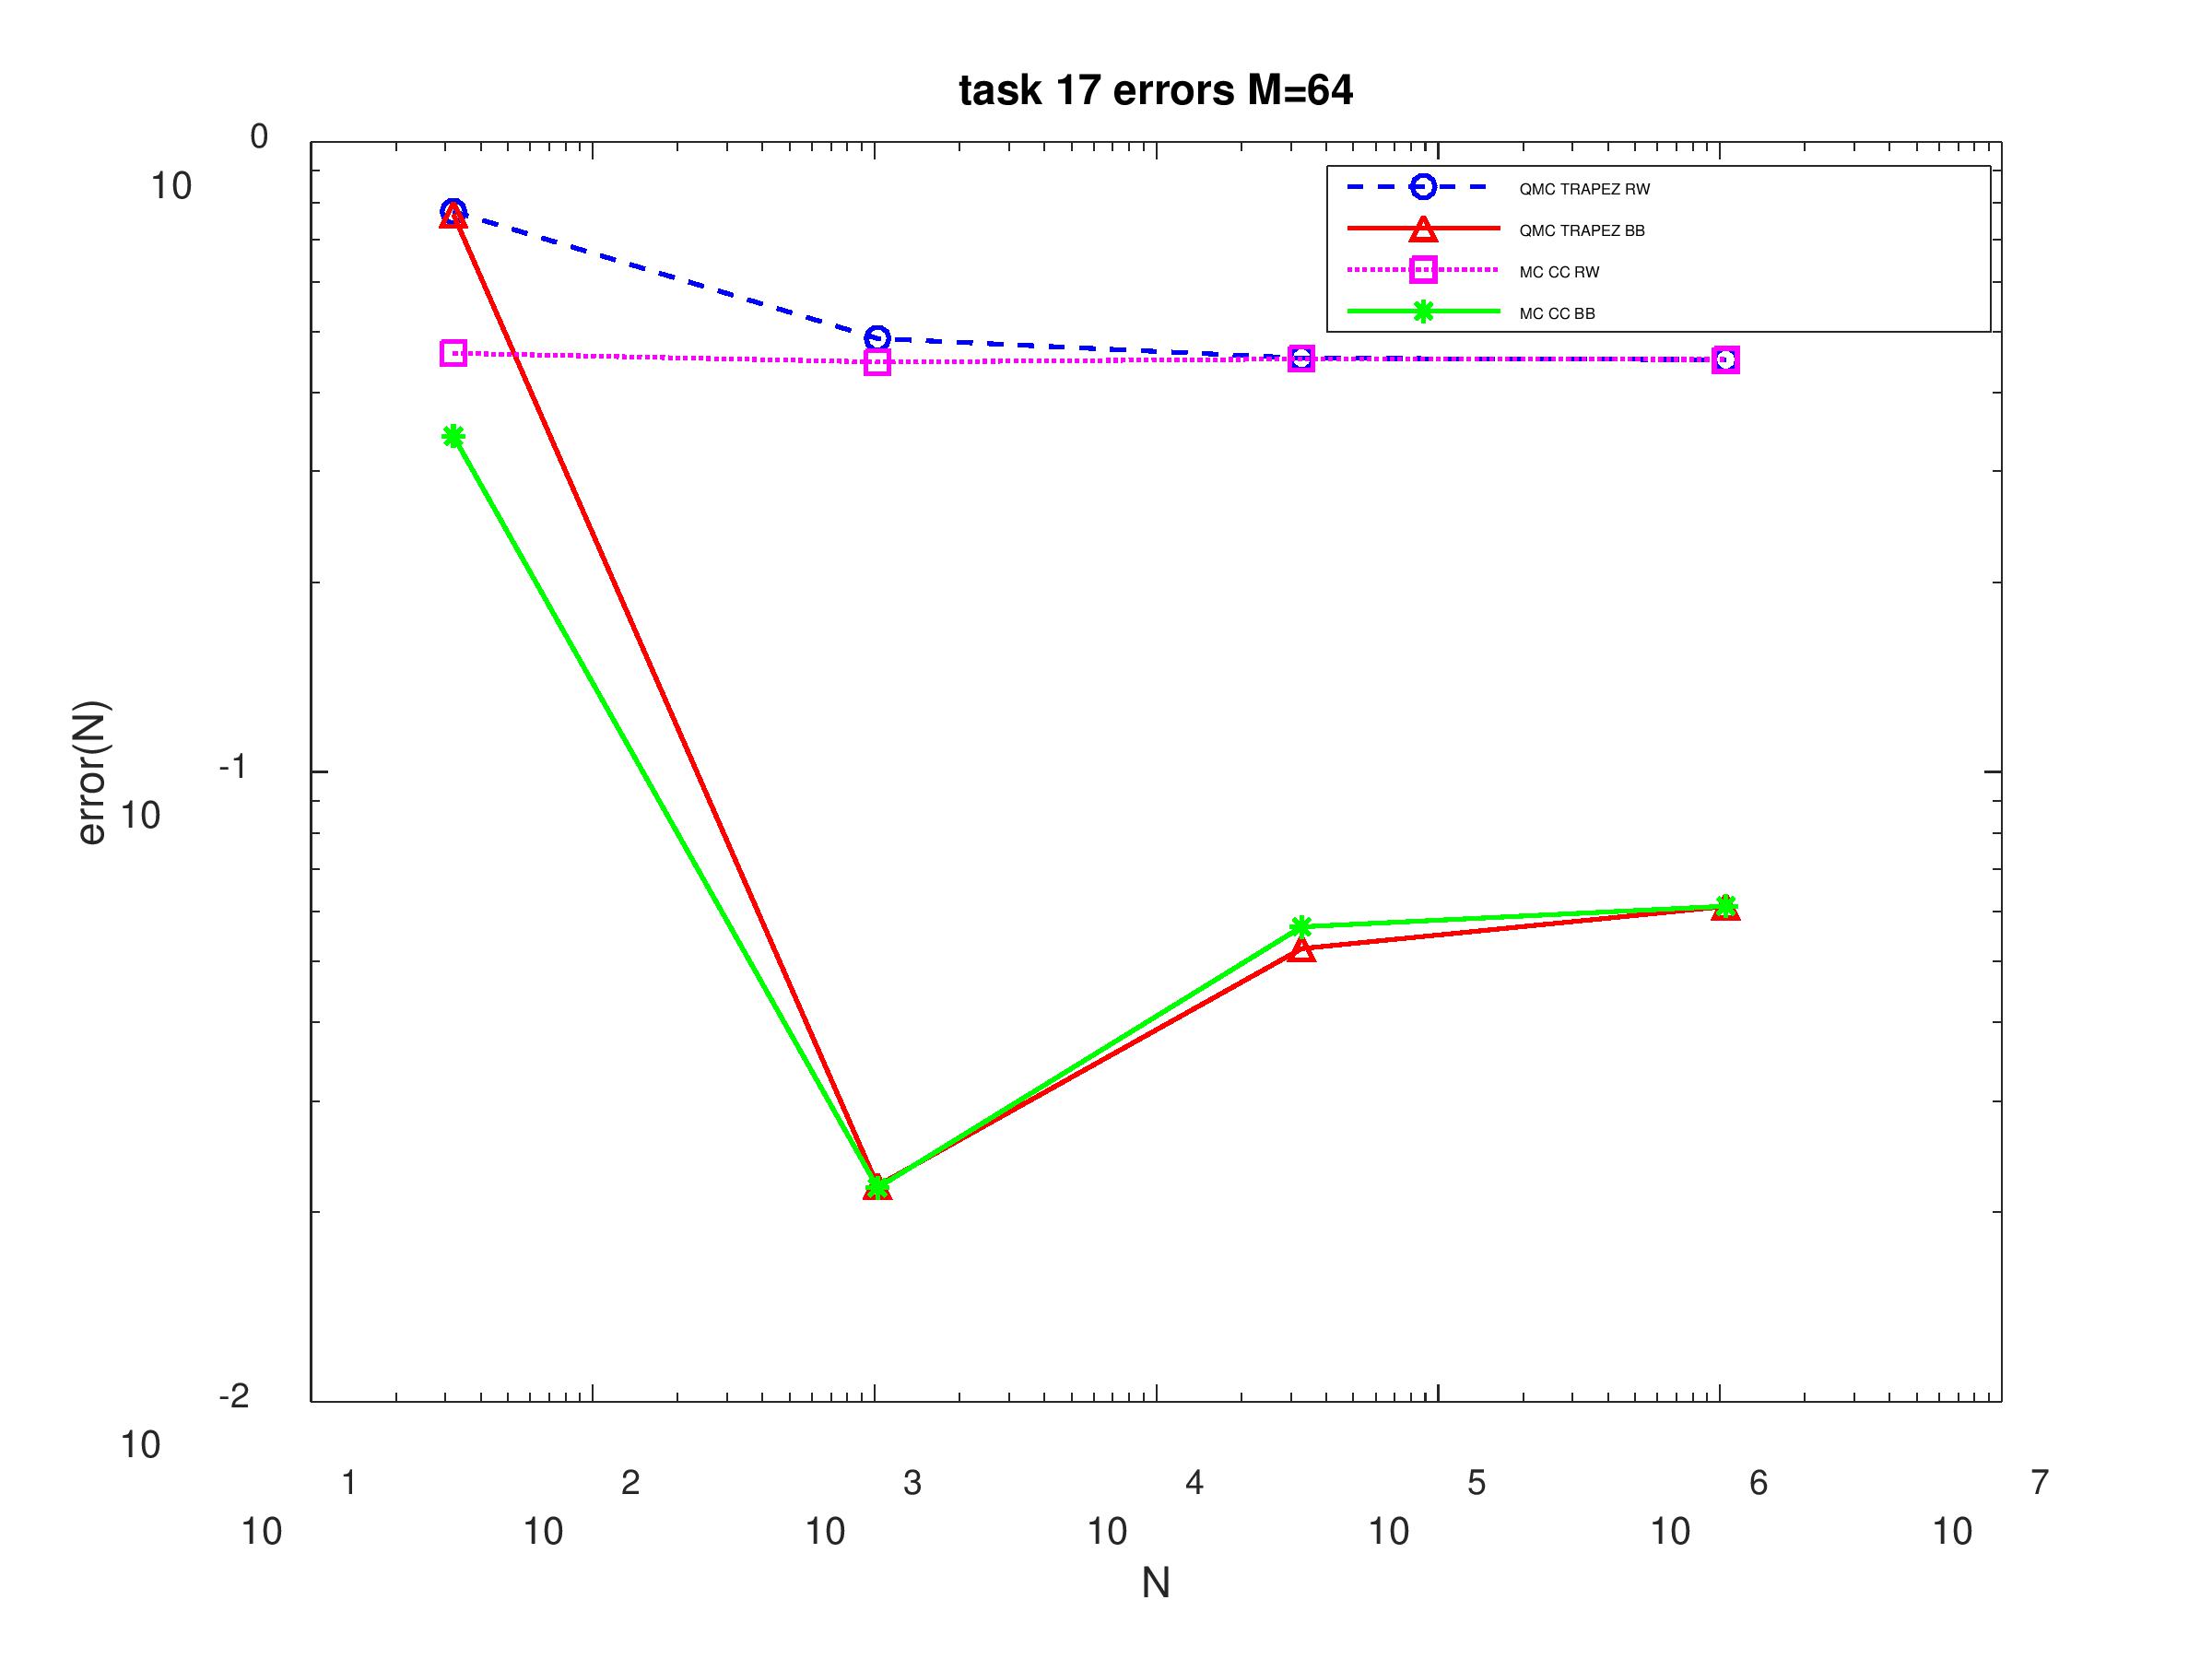 task 17 errors M=64
0
10
QMC TRAPEZ RW
QMC TRAPEZ BB
MC CC RW
MC CC BB
error(N)
-1
10
-2
10
1 2 3 4 5 6 7
10 10 10 10 10 10 10
N